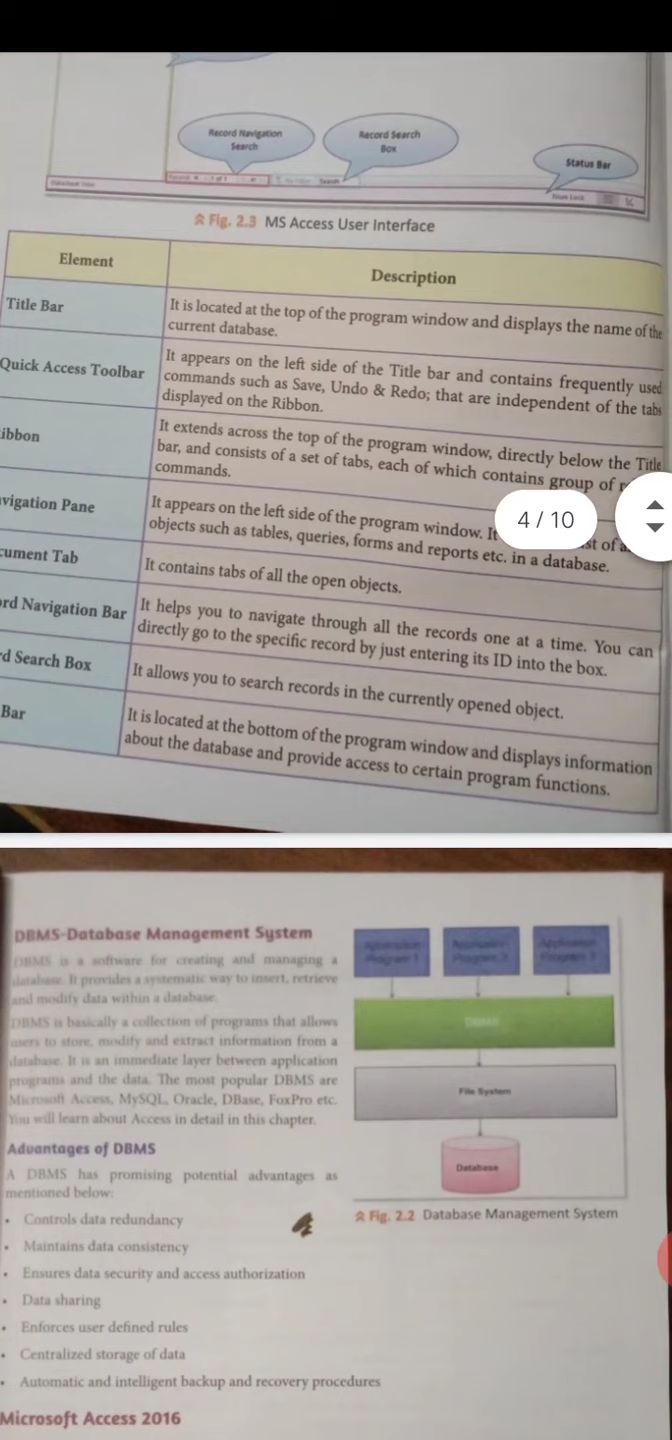 Record Navigation
Search
Record Search
Box
Status Bar
Search
Fig. 2.3 MS Access User Interface
Element
Description
Title Bar
It is located at the top of the program window and displays the name of the
current database.
Quick Access Toolbar
It appears on the left side of the Title bar and contains frequently used
commands such as Save, Undo & Redo; that are independent of the tabs
displayed on the Ribbon.
ibbon
It extends across the top of the program window, directly below the Title
bar, and consists of a set of tabs, each of which contains group of
commands.
vigation Pane
It appears on the left side of the program window. It
st of a
objects such as tables, queries, forms and reports etc. in a database.
4 / 10
cument Tab
It contains tabs of all the open objects.
rd Navigation Bar
It helps you to navigate through all the records one at a time. You can
directly go to the specific record by just entering its ID into the box.
d Search Box
It allows you to search records in the currently opened object.
Bar
It is located at the bottom of the program window and displays information
about the database and provide access to certain program functions.
DBMS-Database Management System
DBMS is a software for creating and managing a
database. It provides a systematic way to insert, retrieve
and modify data within a database.
DBMS is basically a collection of programs that allows
users to store, modify and extract information from a
database. It is an immediate layer between application
programs and the data. The most popular DBMS are
Microsoft Access, MySQL, Oracle, DBase, FoxPro etc.
You will learn about Access in detail in this chapter.
Application
Program 1
Application
Program 2
Application
Program 3
DBMS
File System
Database
Fig. 2.2 Database Management System
Advantages of DBMS
A DBMS has promising potential advantages as
mentioned below:
• Controls data redundancy
• Maintains data consistency
• Ensures data security and access authorization
• Data sharing
• Enforces user defined rules
• Centralized storage of data
• Automatic and intelligent backup and recovery procedures
Microsoft Access 2016